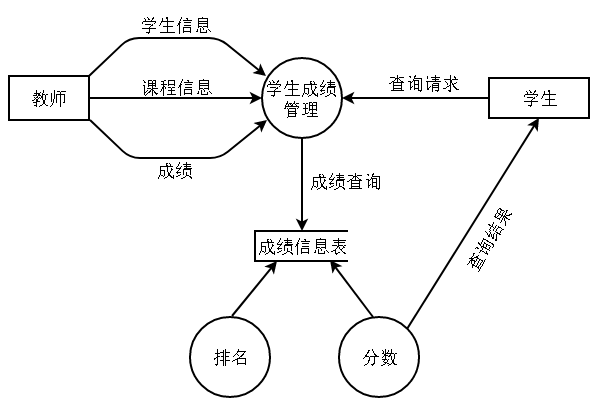 学生信息
教师
课程信息
成绩
学生成绩
管理
查询请求
学生
成绩查询
成绩信息表
查询结果
排名
分数